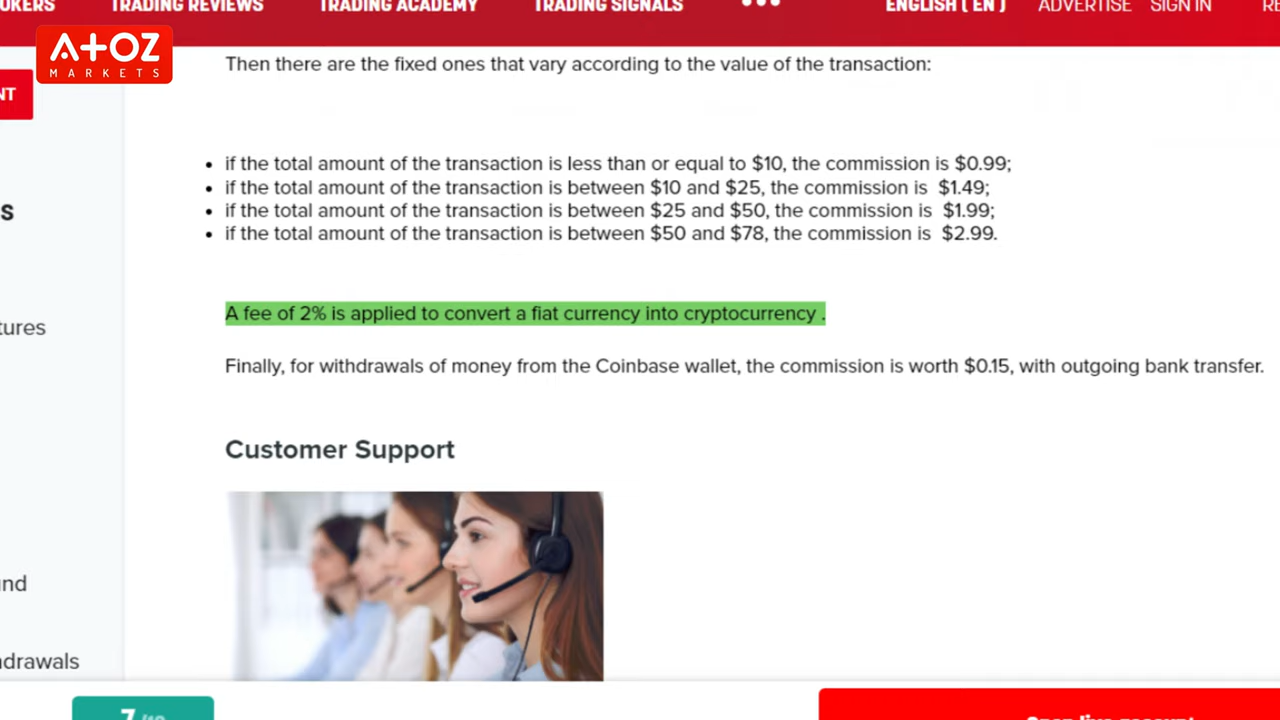 TRADING REVIEWS TRADING ACADEMY TRADING SIGNALS ••• ENGLISH ( EN ) ADVERTISE SIGN IN
A+OZ
MARKETS
Then there are the fixed ones that vary according to the value of the transaction:
• if the total amount of the transaction is less than or equal to $10, the commission is $0.99;
• if the total amount of the transaction is between $10 and $25, the commission is $1.49;
• if the total amount of the transaction is between $25 and $50, the commission is $1.99;
• if the total amount of the transaction is between $50 and $78, the commission is $2.99.
A fee of 2% is applied to convert a fiat currency into cryptocurrency .
Finally, for withdrawals of money from the Coinbase wallet, the commission is worth $0.15, with outgoing bank transfer.
Customer Support